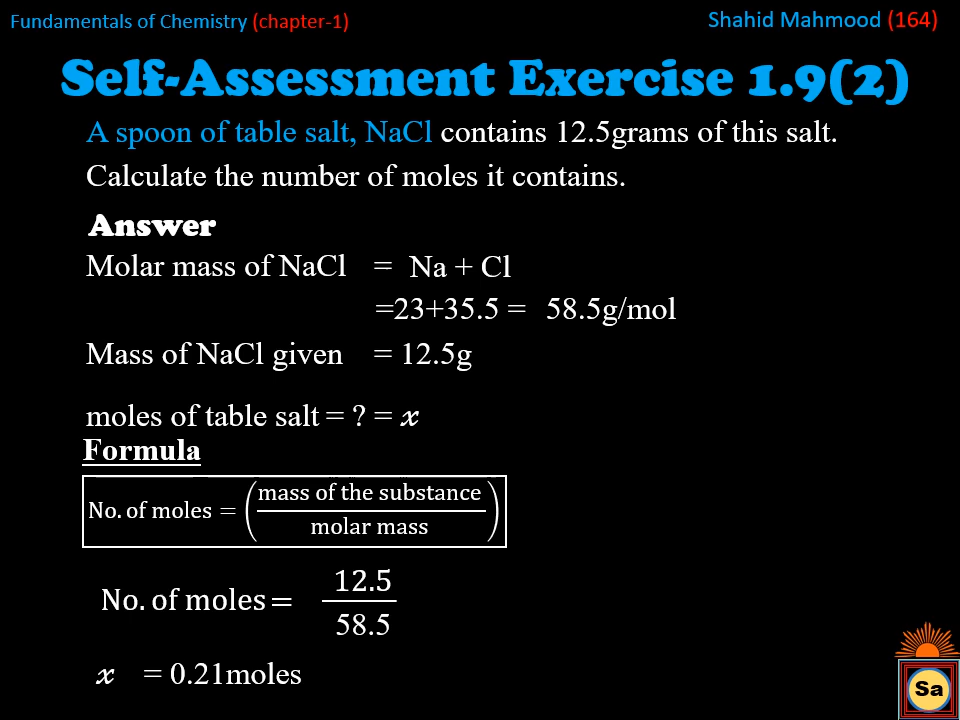 Fundamentals of Chemistry (chapter-1)
Shahid Mahmood (164)
Self-Assessment Exercise 1.9(2)
A spoon of table salt, NaCl contains 12.5grams of this salt.
Calculate the number of moles it contains.
Answer
Molar mass of NaCl = Na + Cl
=23+35.5 = 58.5g/mol
Mass of NaCl given = 12.5g
moles of table salt = ? = x
Formula
No. of moles = (mass of the substance / molar mass)
No. of moles = 12.5 / 58.5
x = 0.21moles
Sa